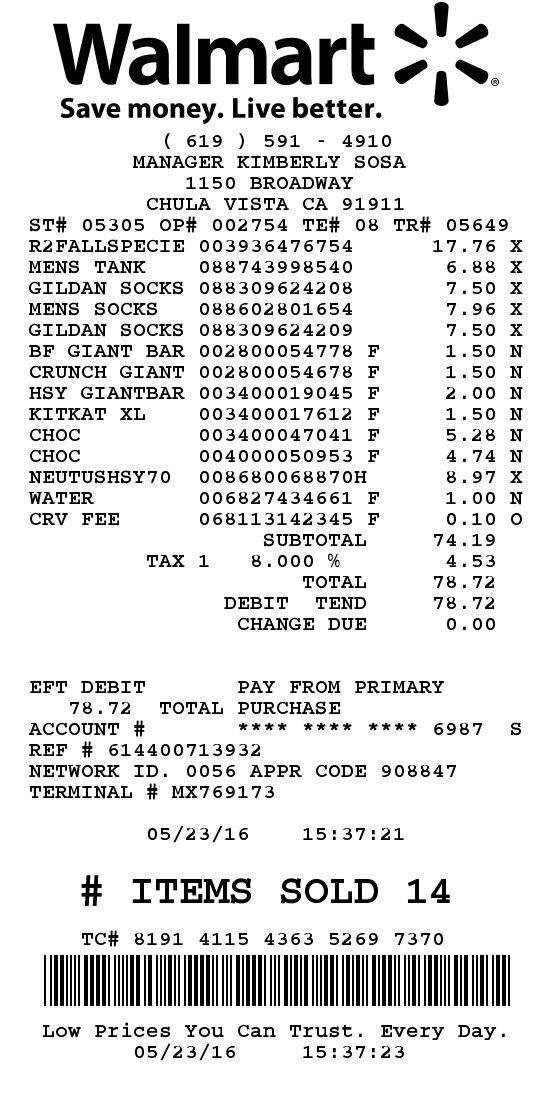 Walmart
Save money. Live better.
( 619 ) 591 - 4910
MANAGER KIMBERLY SOSA
1150 BROADWAY
CHULA VISTA CA 91911
ST# 05305 OP# 002754 TE# 08 TR# 05649
R2FALLSPECIE 003936476754 17.76 X
MENS TANK 088743998540 6.88 X
GILDAN SOCKS 088309624208 7.50 X
MENS SOCKS 088602801654 7.96 X
GILDAN SOCKS 088309624209 7.50 X
BF GIANT BAR 002800054778 F 1.50 N
CRUNCH GIANT 002800054678 F 1.50 N
HSY GIANTBAR 003400019045 F 2.00 N
KITKAT XL 003400017612 F 1.50 N
CHOC 003400047041 F 5.28 N
CHOC 004000050953 F 4.74 N
NEUTUSHSY70 008680068870H 8.97 X
WATER 006827434661 F 1.00 N
CRV FEE 068113142345 F 0.10 O
SUBTOTAL 74.19
TAX 1 8.000 % 4.53
TOTAL 78.72
DEBIT TEND 78.72
CHANGE DUE 0.00
EFT DEBIT PAY FROM PRIMARY
78.72 TOTAL PURCHASE
ACCOUNT # **** **** **** 6987 S
REF # 614400713932
NETWORK ID. 0056 APPR CODE 908847
TERMINAL # MX769173
05/23/16 15:37:21
# ITEMS SOLD 14
TC# 8191 4115 4363 5269 7370
Low Prices You Can Trust. Every Day.
05/23/16 15:37:23